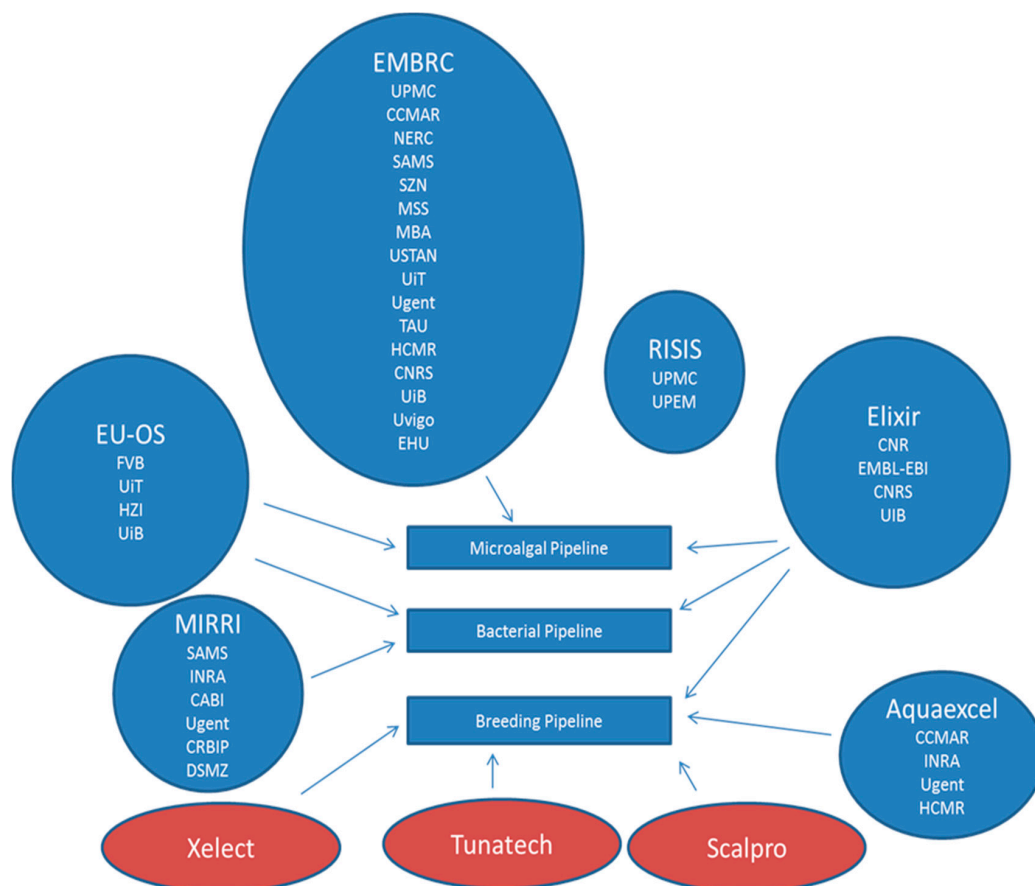 EMBRC
UPMC
CCMAR
NERC
SAMS
SZN
MSS
MBA
USTAN
UiT
Ugent
TAU
HCMR
CNRS
UiB
Uvigo
EHU
RISIS
UPMC
UPEM
EU-OS
FVB
UiT
HZI
UiB
Elixir
CNR
EMBL-EBI
CNRS
UIB
Microalgal Pipeline
Bacterial Pipeline
Breeding Pipeline
MIRRI
SAMS
INRA
CABI
Ugent
CRBIP
DSMZ
Aquaexcel
CCMAR
INRA
Ugent
HCMR
Xelect
Tunatech
Scalpro